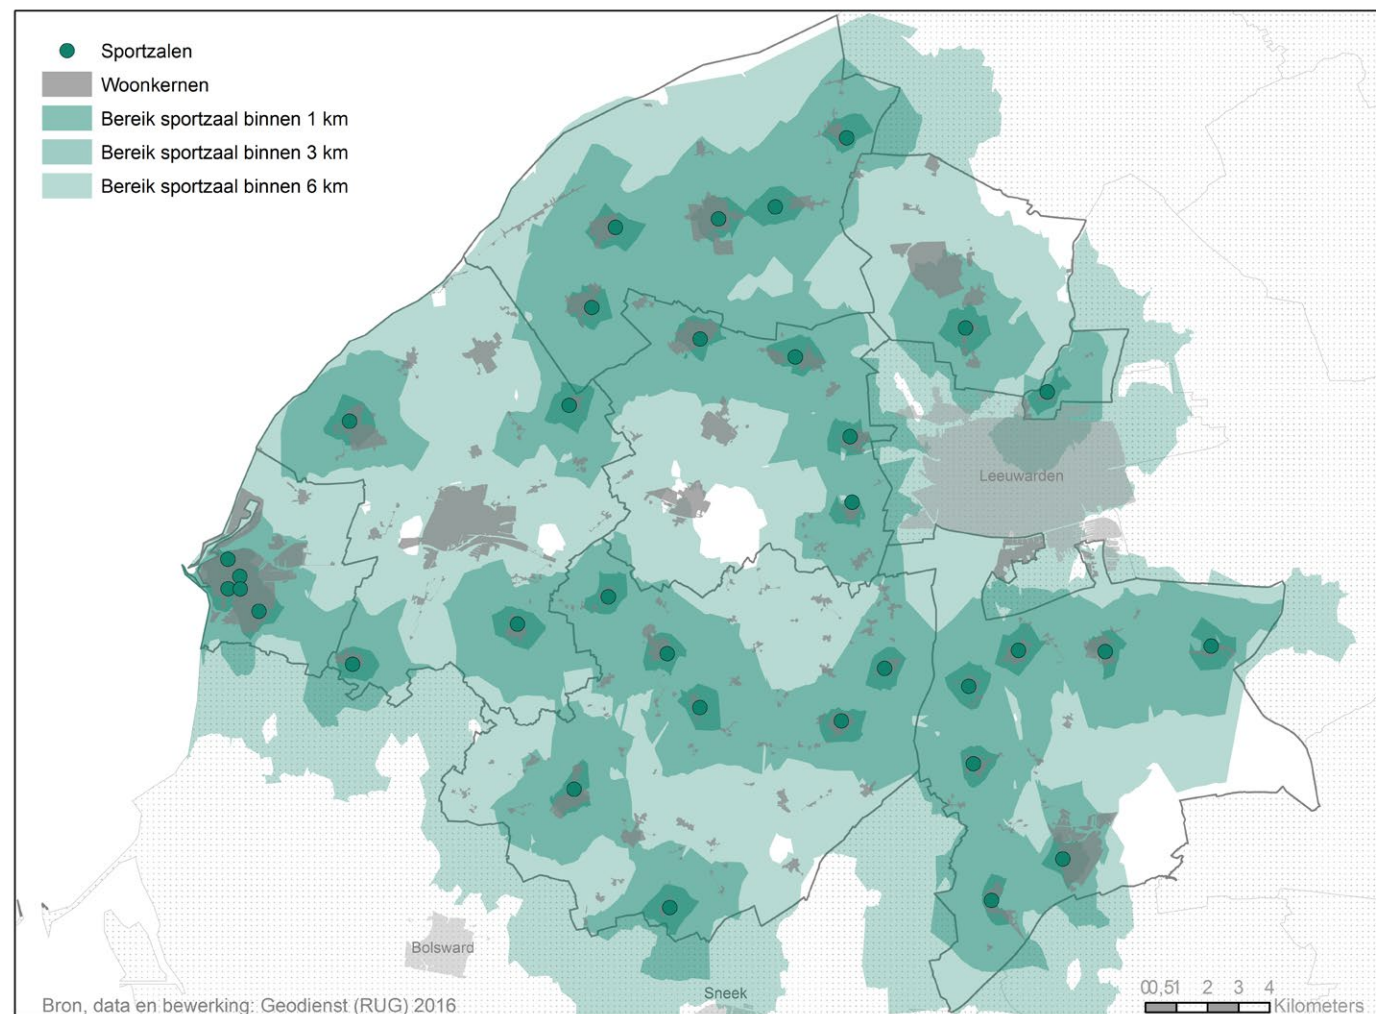 Sportzalen
Woonkernen
Bereik sportzaal binnen 1 km
Bereik sportzaal binnen 3 km
Bereik sportzaal binnen 6 km
Leeuwarden
Bolsward
Sneek
00,51 2 3 4
Kilometers
Bron, data en bewerking: Geodienst (RUG) 2016